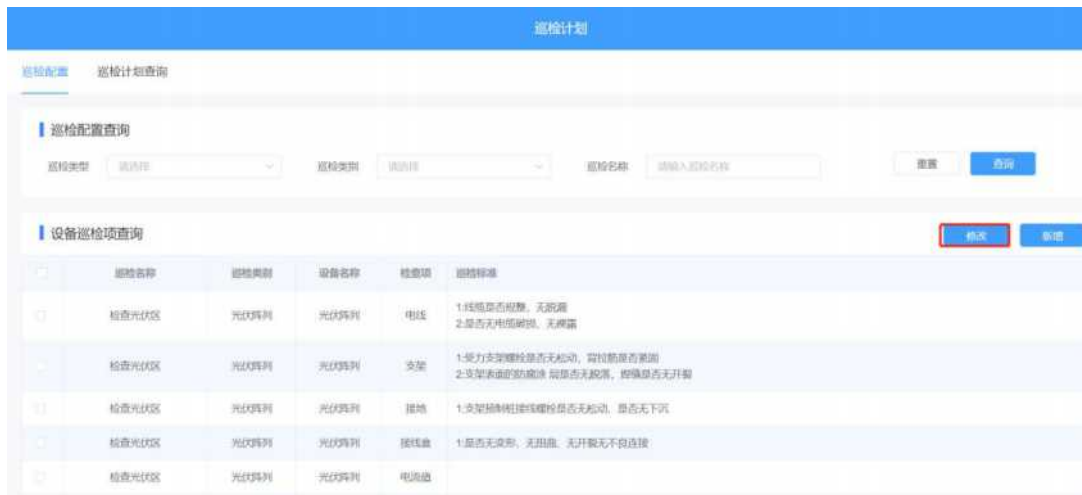 巡检计划
巡检配置 巡检计划查询
巡检配置查询
巡检类型 请选择 巡检类别 请选择 巡检名称 请输入巡检名称 重置 查询
设备巡检项查询 修改 新增
巡检名称 巡检类别 设备名称 检查项 巡检标准
检查光伏区 光伏阵列 光伏阵列 电线 1:线缆是否规整，无脱漏
2:是否无电缆破损，无裸露
检查光伏区 光伏阵列 光伏阵列 支架 1:受力支架螺栓是否无松动，背拉筋是否紧固
2:支架表面的防腐涂 层是否无脱落，焊镇是否无开裂
检查光伏区 光伏阵列 光伏阵列 接地 1:支架预制桩接线螺栓是否无松动，是否无下沉
检查光伏区 光伏阵列 光伏阵列 接线盒 1:是否无变形、无扭曲、无开裂无不良连接
检查光伏区 光伏阵列 光伏阵列 电流值